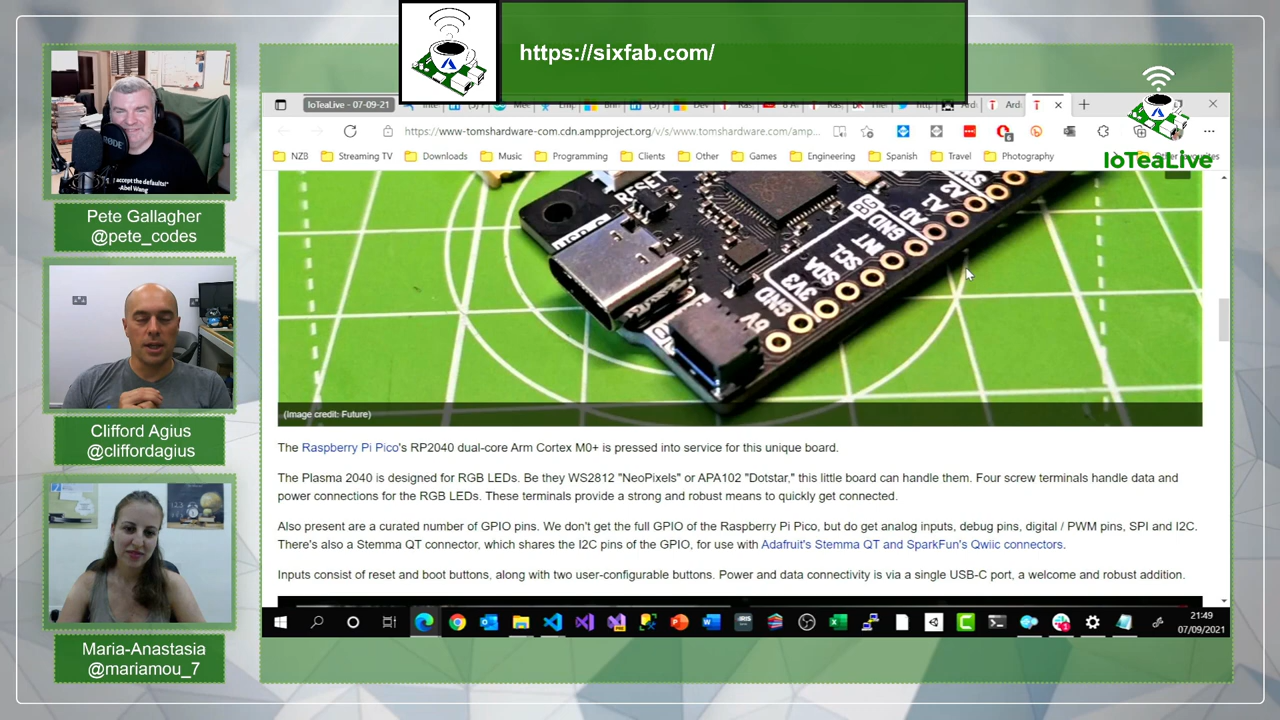 https://sixfab.com/
IoTeaLive - 07-09-21
https://www-tomshardware-com.cdn.ampproject.org/v/s/www.tomshardware.com/amp...
NZB
Streaming TV
Downloads
Music
Programming
Clients
Other
Games
Engineering
Spanish
Travel
Photography
Other favourites
IoTeaLive
accept the defaults!"
-Abel Wang
Pete Gallagher
@pete_codes
Clifford Agius
@cliffordagius
Maria-Anastasia
@mariamou_7
RESET
A2
A1
A0
GND
INT
SCL
SDA
3V3
GND
(Image credit: Future)
The Raspberry Pi Pico's RP2040 dual-core Arm Cortex M0+ is pressed into service for this unique board.
The Plasma 2040 is designed for RGB LEDs. Be they WS2812 "NeoPixels" or APA102 "Dotstar," this little board can handle them. Four screw terminals handle data and
power connections for the RGB LEDs. These terminals provide a strong and robust means to quickly get connected.
Also present are a curated number of GPIO pins. We don't get the full GPIO of the Raspberry Pi Pico, but do get analog inputs, debug pins, digital / PWM pins, SPI and I2C.
There's also a Stemma QT connector, which shares the I2C pins of the GPIO, for use with Adafruit's Stemma QT and SparkFun's Qwiic connectors.
Inputs consist of reset and boot buttons, along with two user-configurable buttons. Power and data connectivity is via a single USB-C port, a welcome and robust addition.
21:49
07/09/2021